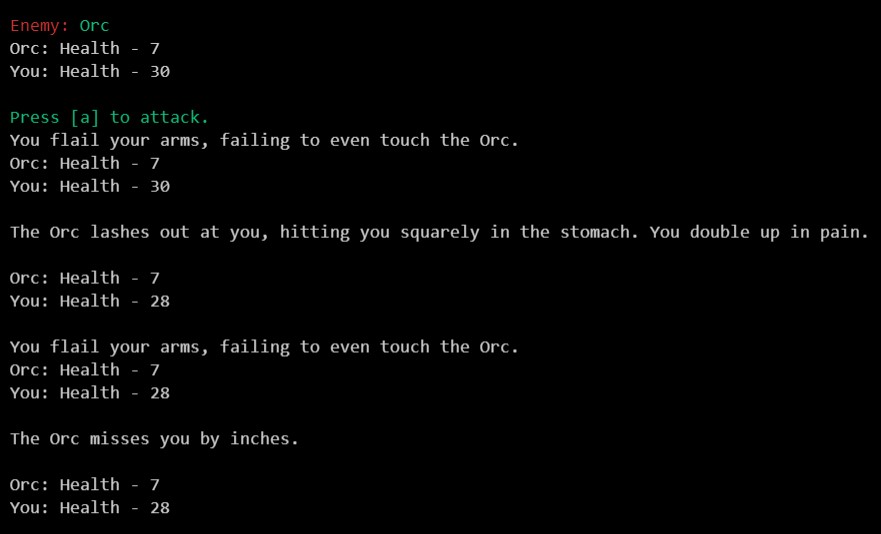 Enemy: Orc
Orc: Health - 7
You: Health - 30
Press [a] to attack.
You flail your arms, failing to even touch the Orc.
Orc: Health - 7
You: Health - 30
The Orc lashes out at you, hitting you squarely in the stomach. You double up in pain.
Orc: Health - 7
You: Health - 28
You flail your arms, failing to even touch the Orc.
Orc: Health - 7
You: Health - 28
The Orc misses you by inches.
Orc: Health - 7
You: Health - 28